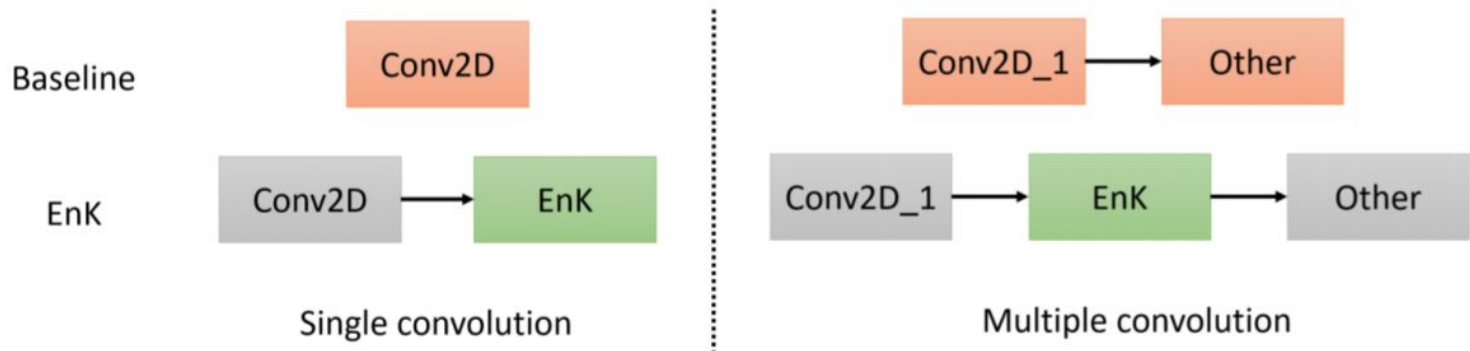 Baseline
Conv2D
Conv2D_1
Other
EnK
Conv2D
EnK
Conv2D_1
EnK
Other
Single convolution
Multiple convolution